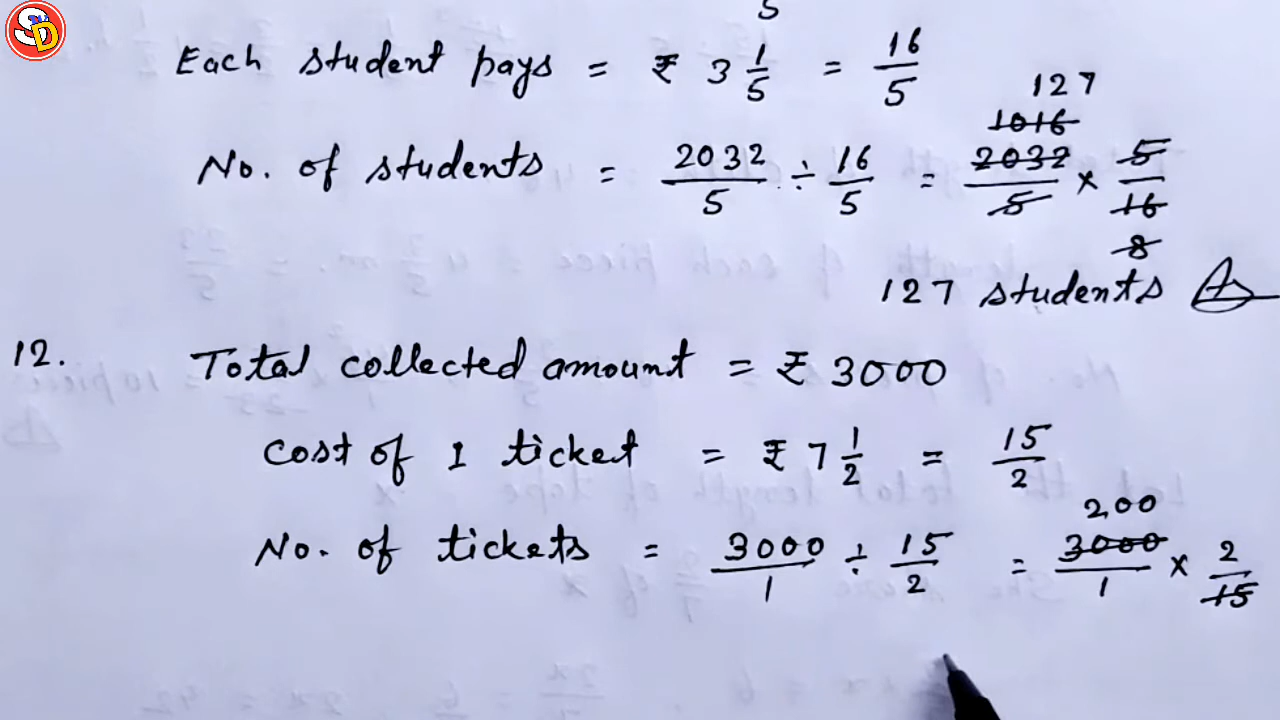 SD
5
Each student pays = ₹ 3 1/5 = 16/5
127
1016
No. of students = 2032/5 ÷ 16/5 = 2032/5 × 5/16
8
127 students
12. Total collected amount = ₹ 3000
Cost of 1 ticket = ₹ 7 1/2 = 15/2
200
No. of tickets = 3000/1 ÷ 15/2 = 3000/1 × 2/15